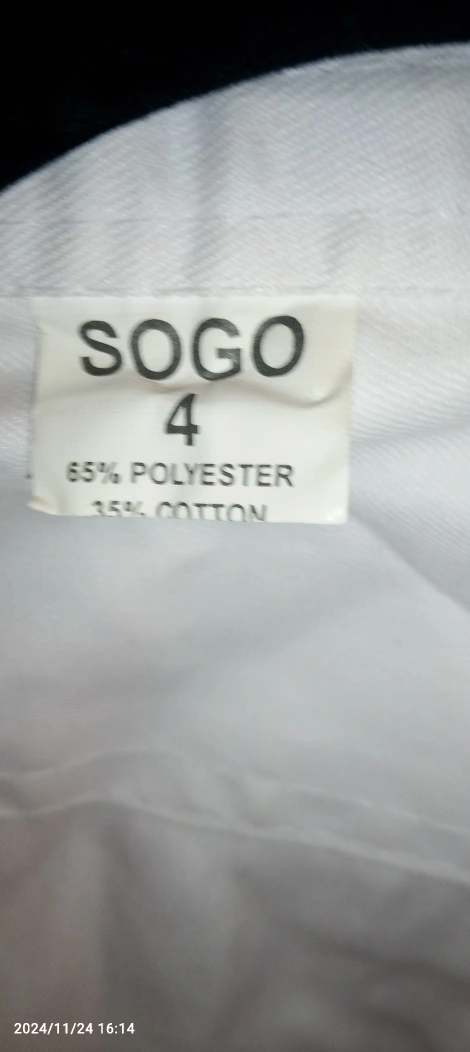 SOGO
4
65% POLYESTER
35% COTTON
2024/11/24 16:14